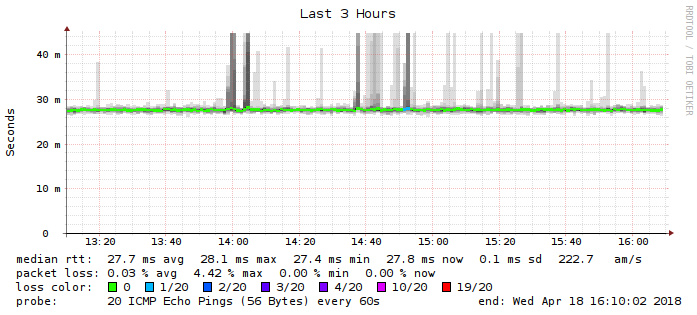 Last 3 Hours
RRDTOOL / TOBI OETIKER
Seconds
40 m
30 m
20 m
10 m
0
13:20 13:40 14:00 14:20 14:40 15:00 15:20 15:40 16:00
median rtt: 27.7 ms avg 28.1 ms max 27.4 ms min 27.8 ms now 0.1 ms sd 222.7 am/s
packet loss: 0.03 % avg 4.42 % max 0.00 % min 0.00 % now
loss color: 0 1/20 2/20 3/20 4/20 10/20 19/20
probe: 20 ICMP Echo Pings (56 Bytes) every 60s end: Wed Apr 18 16:10:02 2018